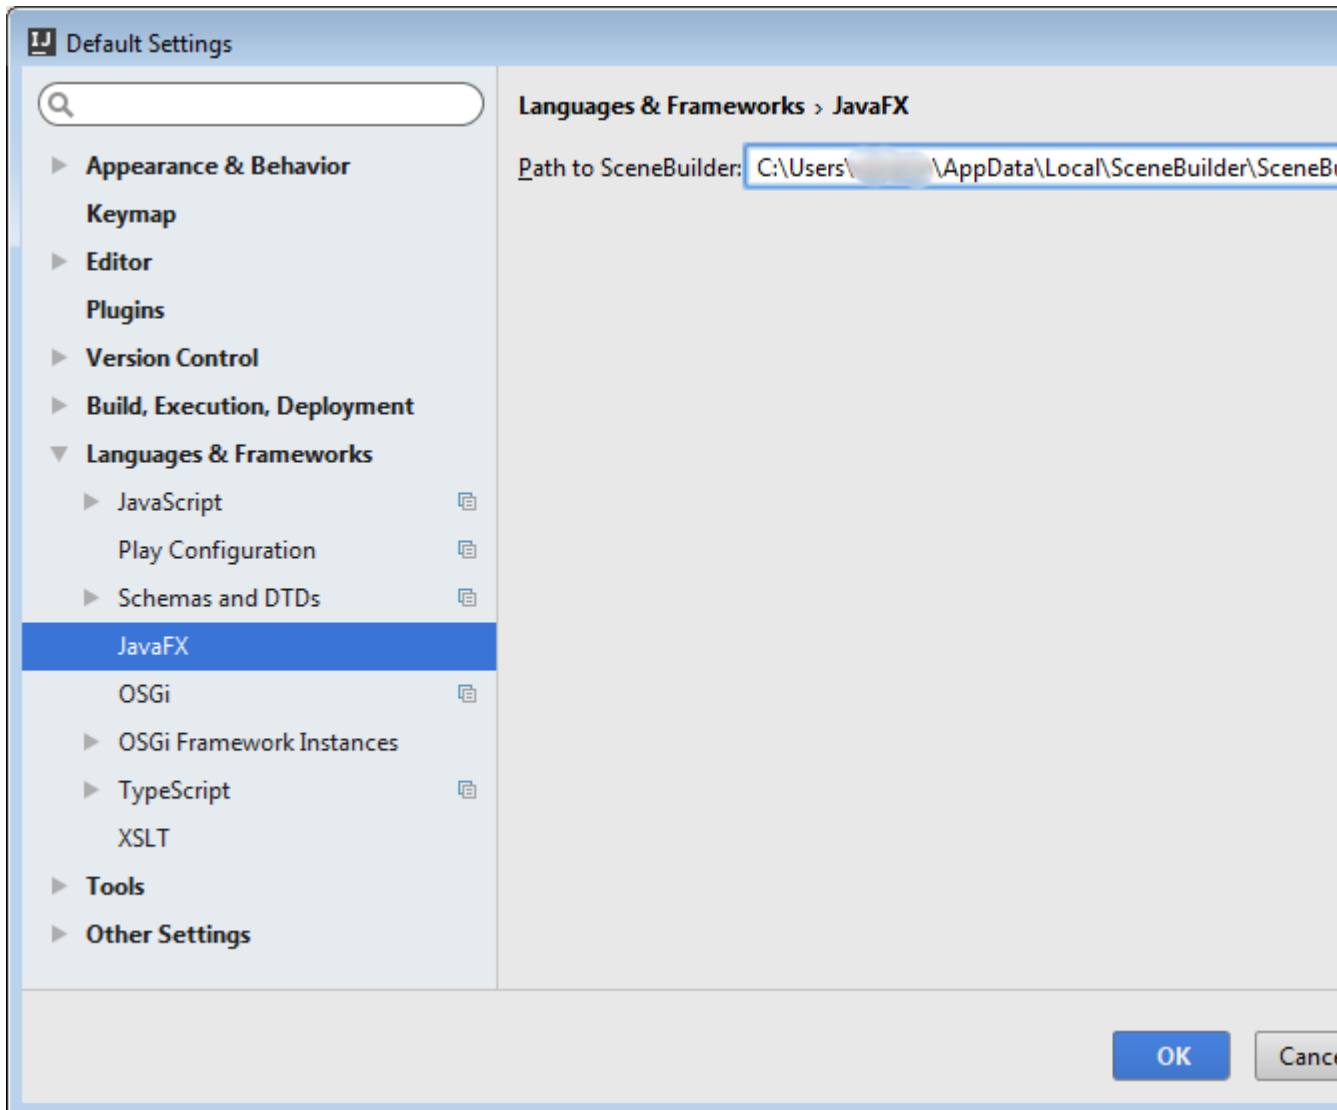 IJ Default Settings
Appearance & Behavior
Keymap
Editor
Plugins
Version Control
Build, Execution, Deployment
Languages & Frameworks
JavaScript
Play Configuration
Schemas and DTDs
JavaFX
OSGi
OSGi Framework Instances
TypeScript
XSLT
Tools
Other Settings
Languages & Frameworks › JavaFX
Path to SceneBuilder: C:\Users\ \AppData\Local\SceneBuilder\SceneBu
OK Cance